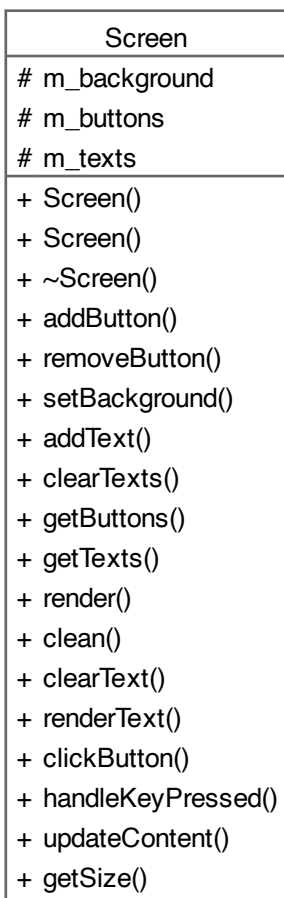 Screen
# m_background
# m_buttons
# m_texts
+ Screen()
+ Screen()
+ ~Screen()
+ addButton()
+ removeButton()
+ setBackground()
+ addText()
+ clearTexts()
+ getButtons()
+ getTexts()
+ render()
+ clean()
+ clearText()
+ renderText()
+ clickButton()
+ handleKeyPressed()
+ updateContent()
+ getSize()